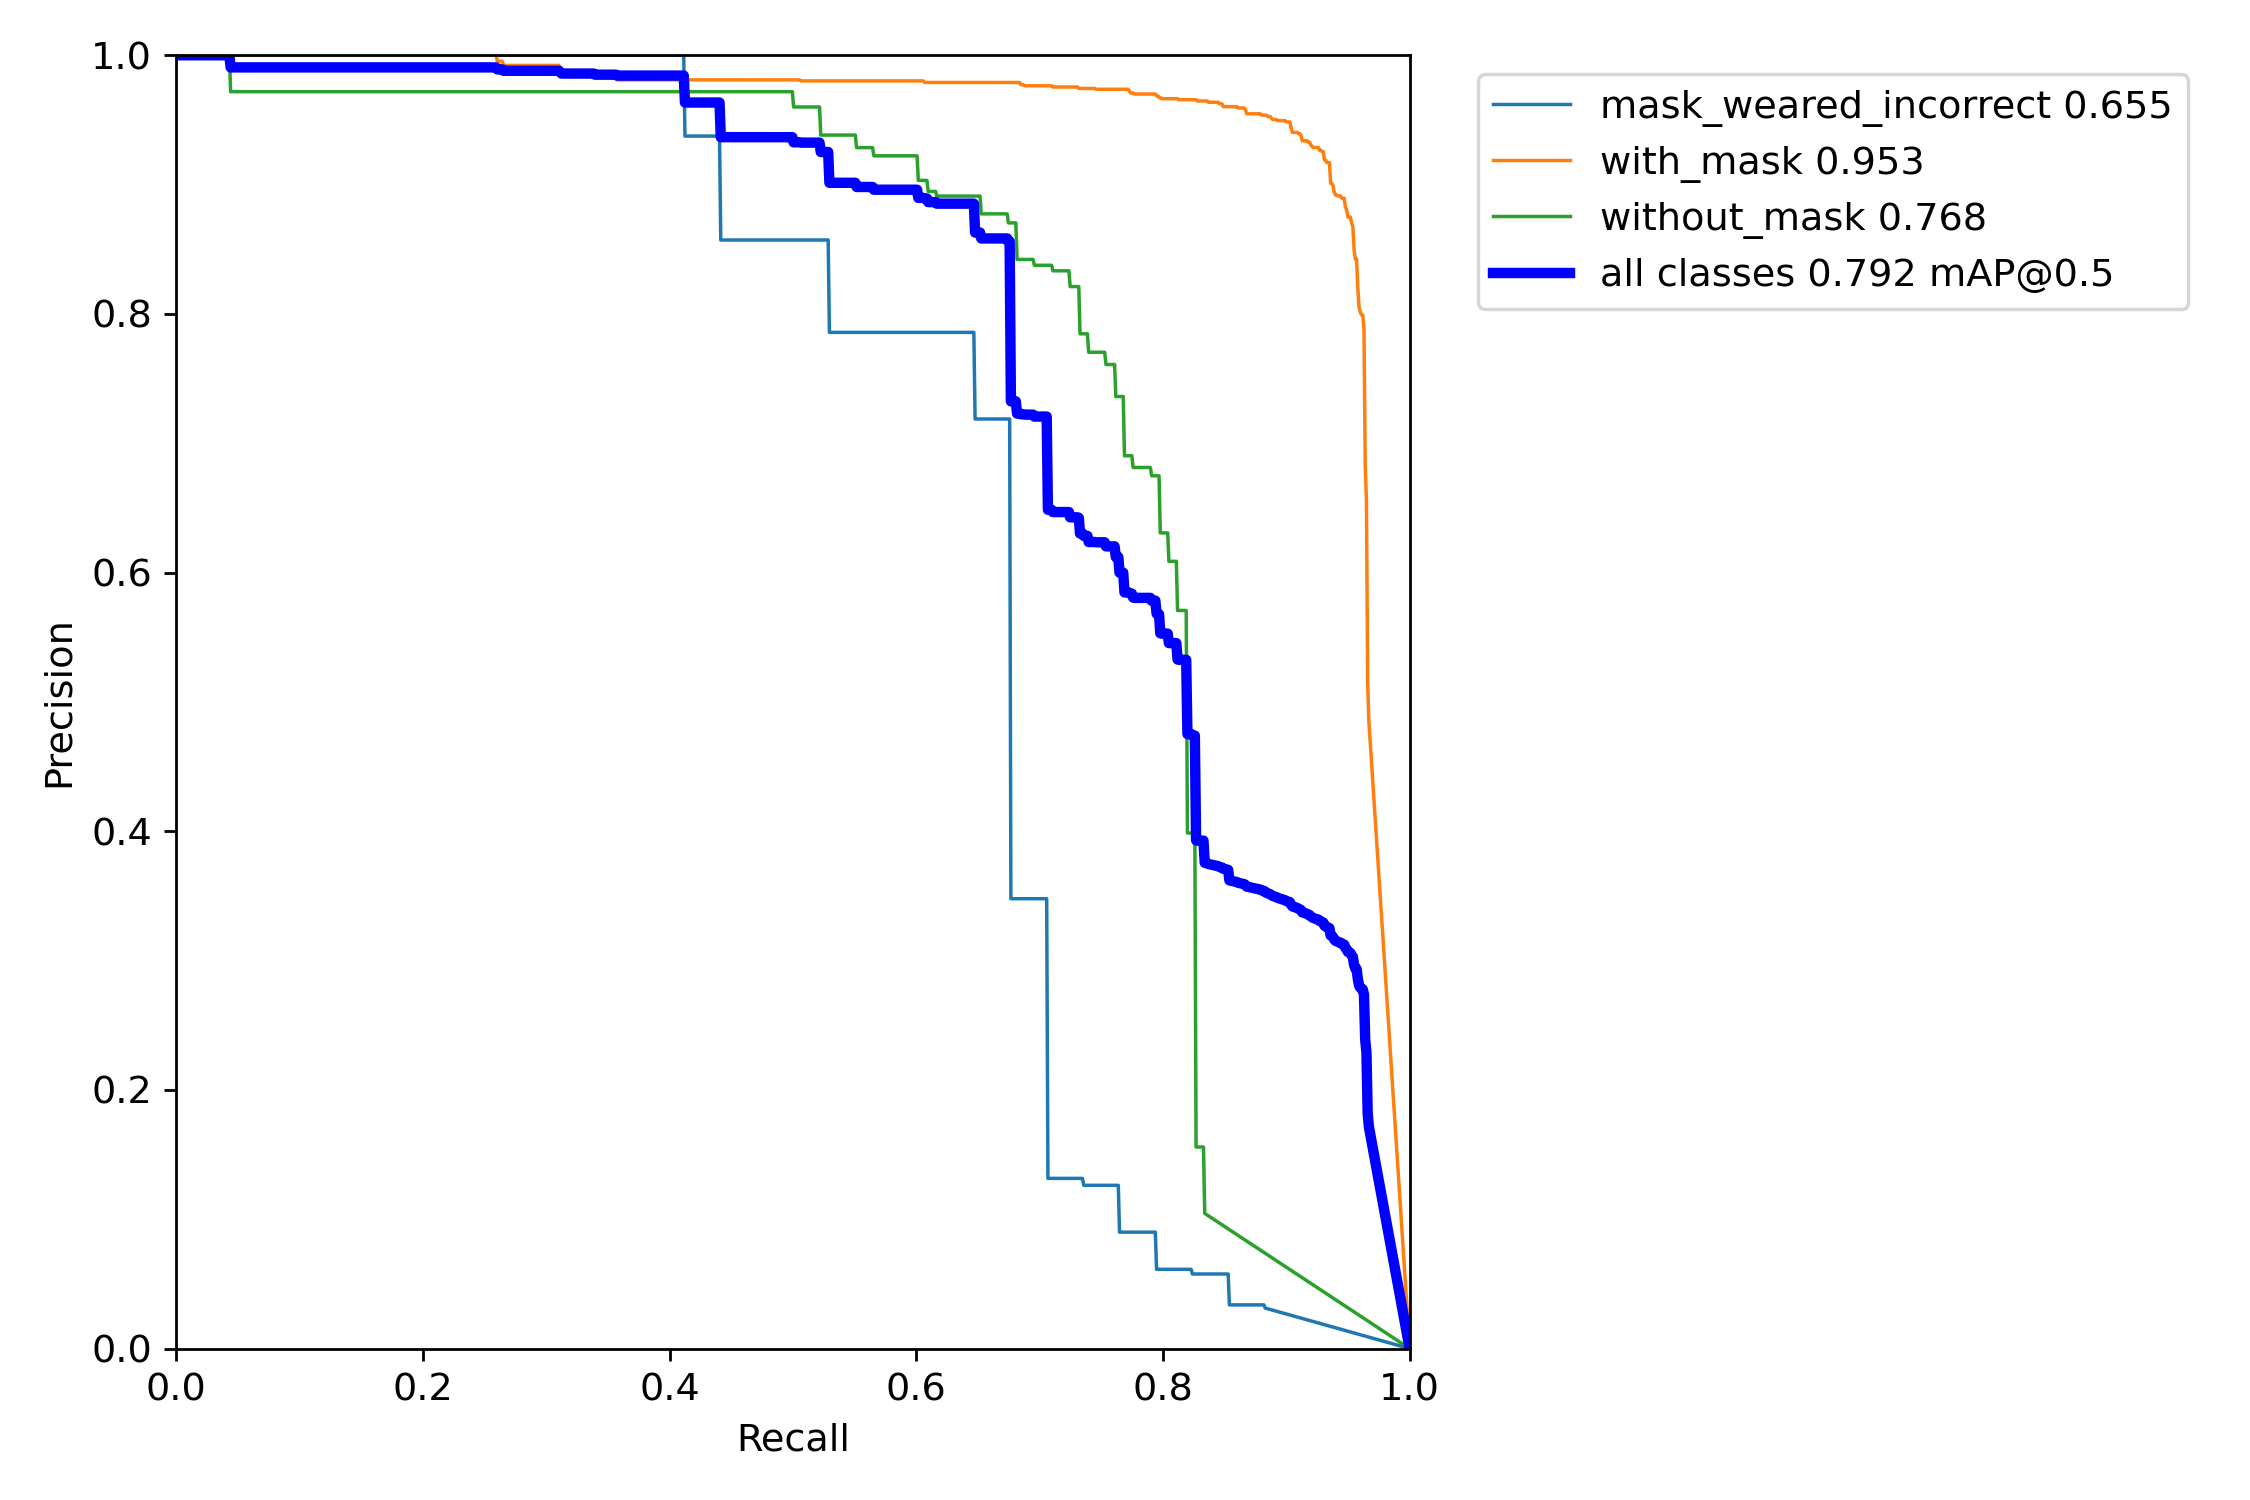 1.0
0.8
0.6
0.4
0.2
0.0
Precision
0.0 0.2 0.4 0.6 0.8 1.0
Recall
mask_weared_incorrect 0.655
with_mask 0.953
without_mask 0.768
all classes 0.792 mAP@0.5